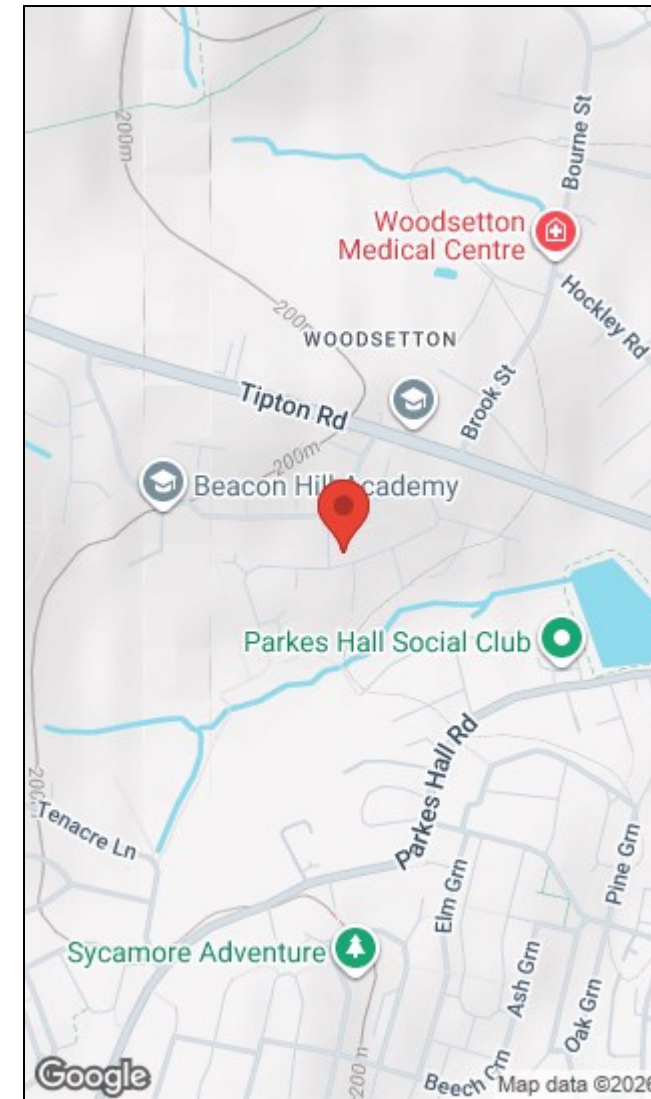 200m
Bourne St
Woodsetton
Medical Centre
Hockley Rd
200m
WOODSETTON
Tipton Rd
Brook St
200m
Beacon Hill Academy
Parkes Hall Social Club
Parkes Hall Rd
200m
Tenacre Ln
Elm Grn
Pine Grn
Sycamore Adventure
Ash Grn
Oak Grn
200 m
Beech Grn
Google
Map data ©2026